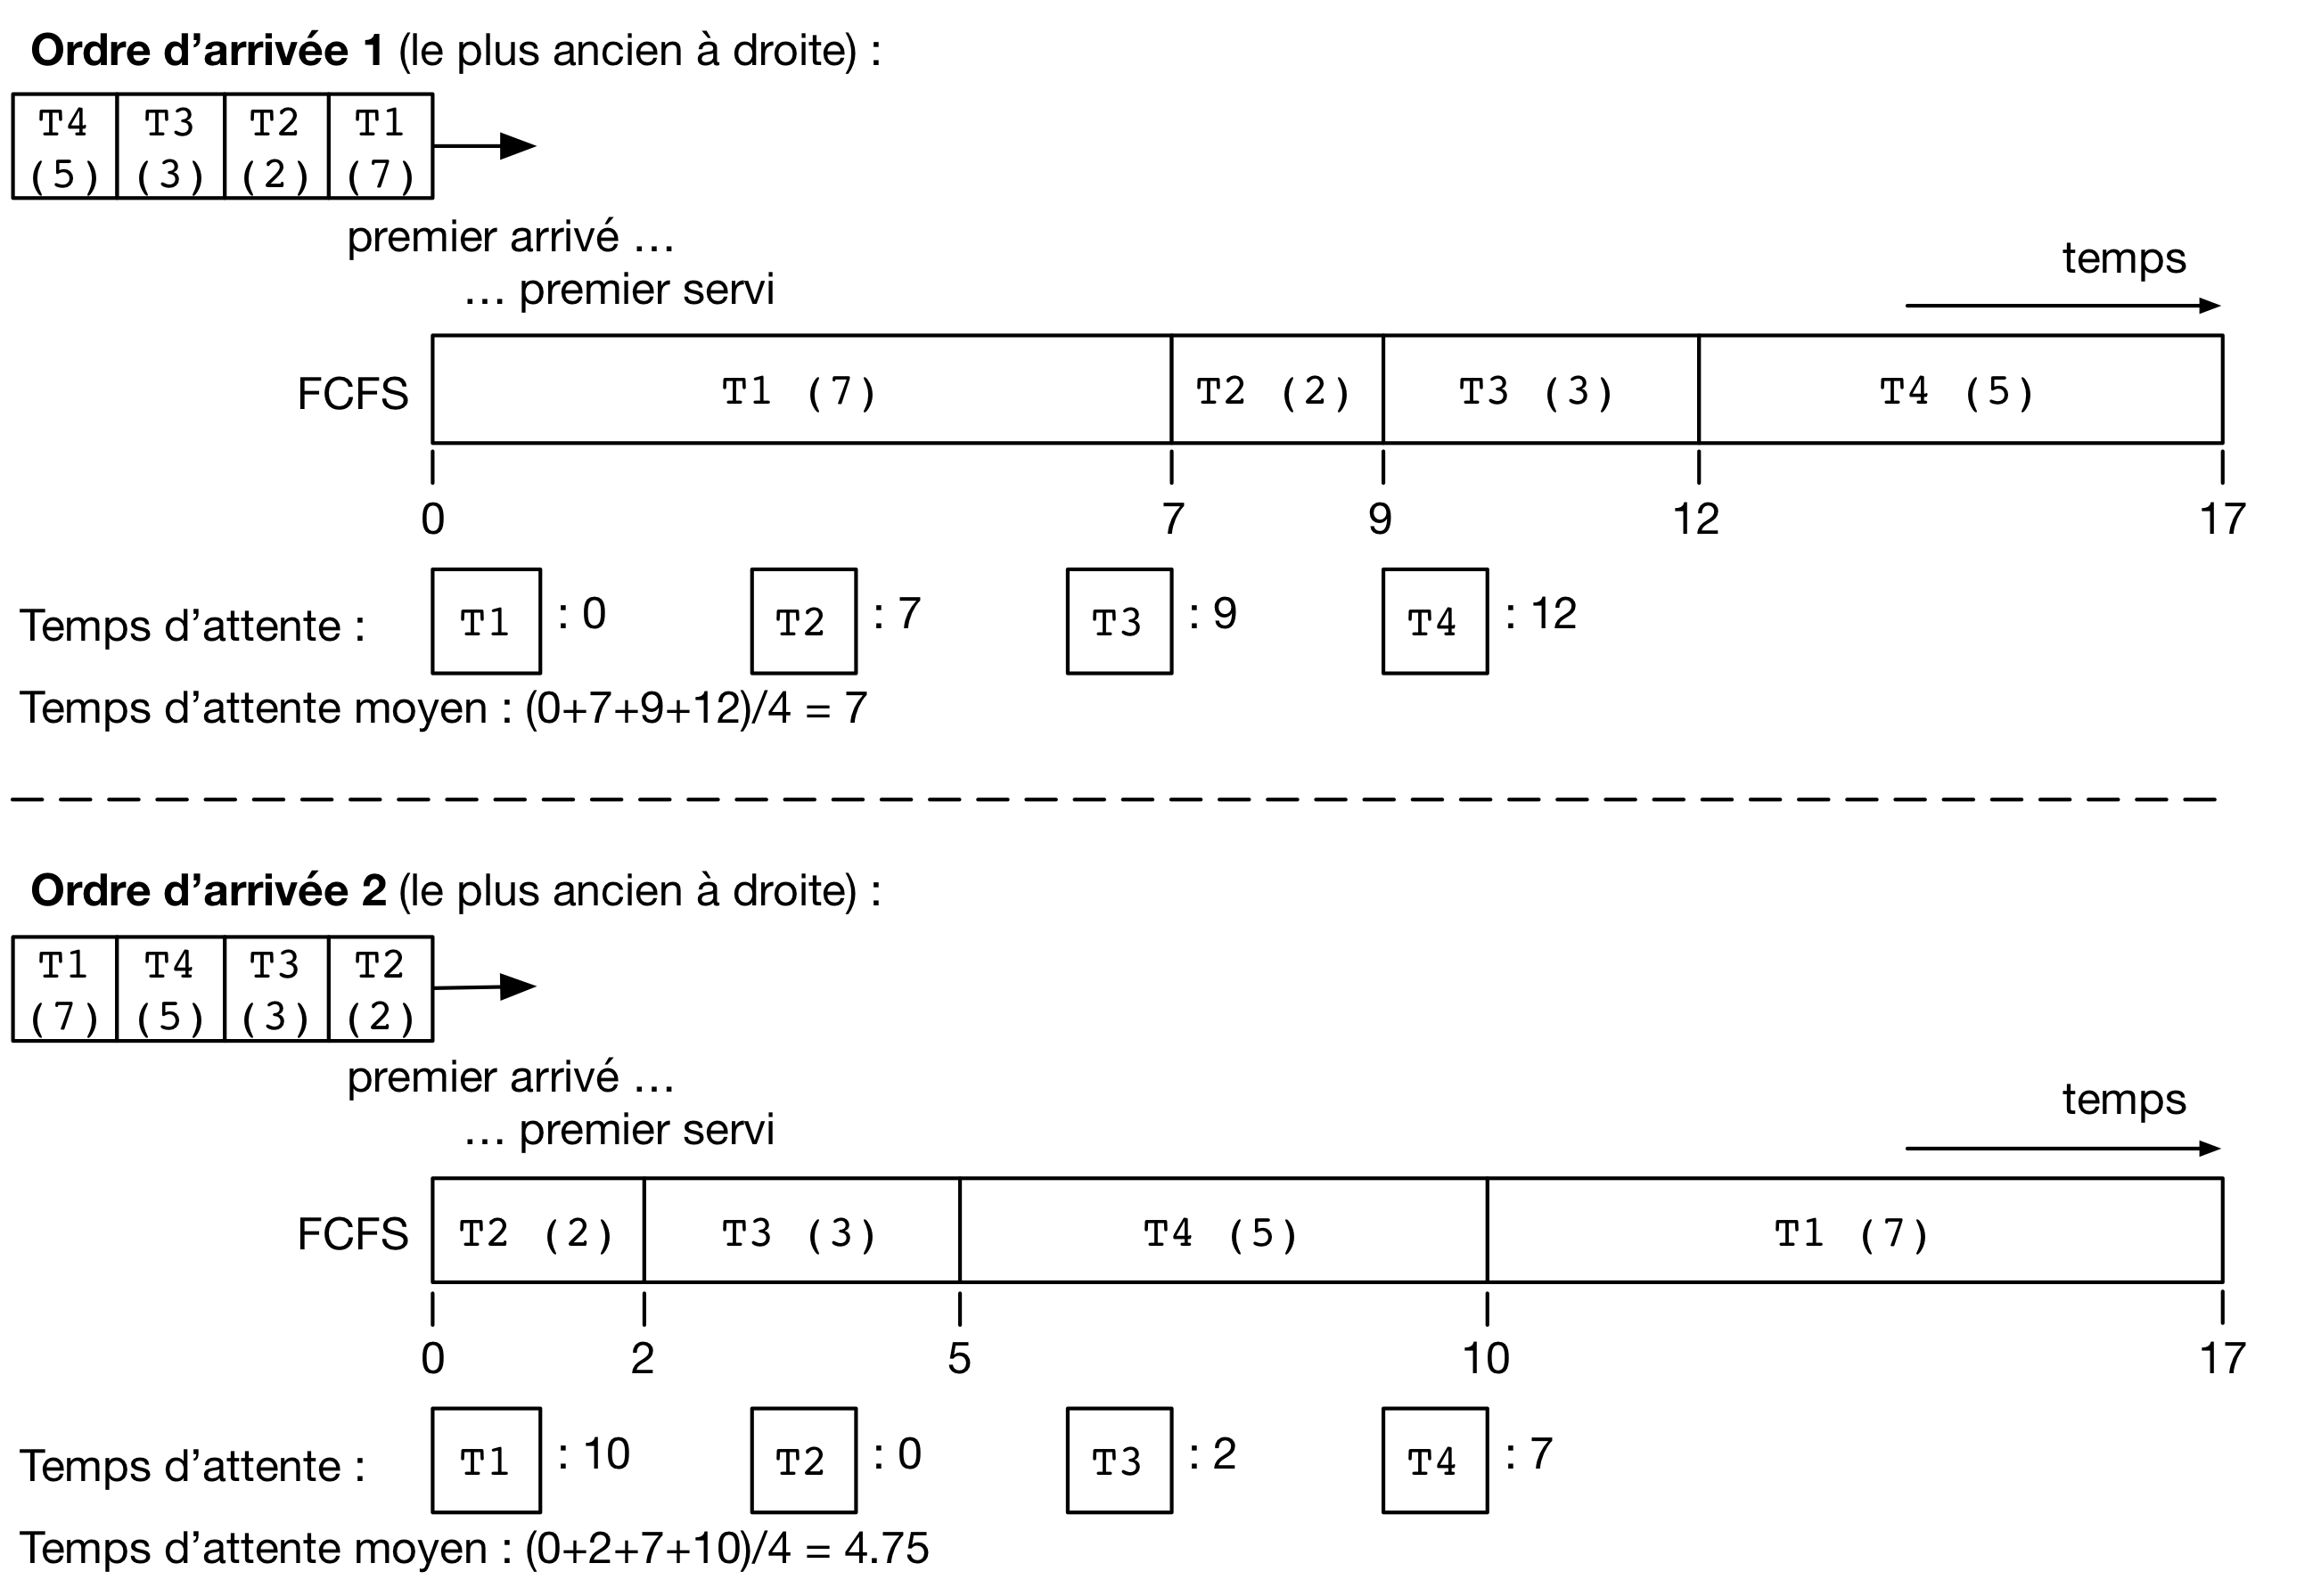 Ordre d’arrivée 1 (le plus ancien à droite) :
T4 T3 T2 T1
(5) (3) (2) (7)
premier arrivé …
… premier servi
temps
FCFS T1 (7) T2 (2) T3 (3) T4 (5)
0 7 9 12 17
Temps d’attente : T1 : 0 T2 : 7 T3 : 9 T4 : 12
Temps d’attente moyen : (0+7+9+12)/4 = 7
Ordre d’arrivée 2 (le plus ancien à droite) :
T1 T4 T3 T2
(7) (5) (3) (2)
premier arrivé …
… premier servi
temps
FCFS T2 (2) T3 (3) T4 (5) T1 (7)
0 2 5 10 17
Temps d’attente : T1 : 10 T2 : 0 T3 : 2 T4 : 7
Temps d’attente moyen : (0+2+7+10)/4 = 4.75